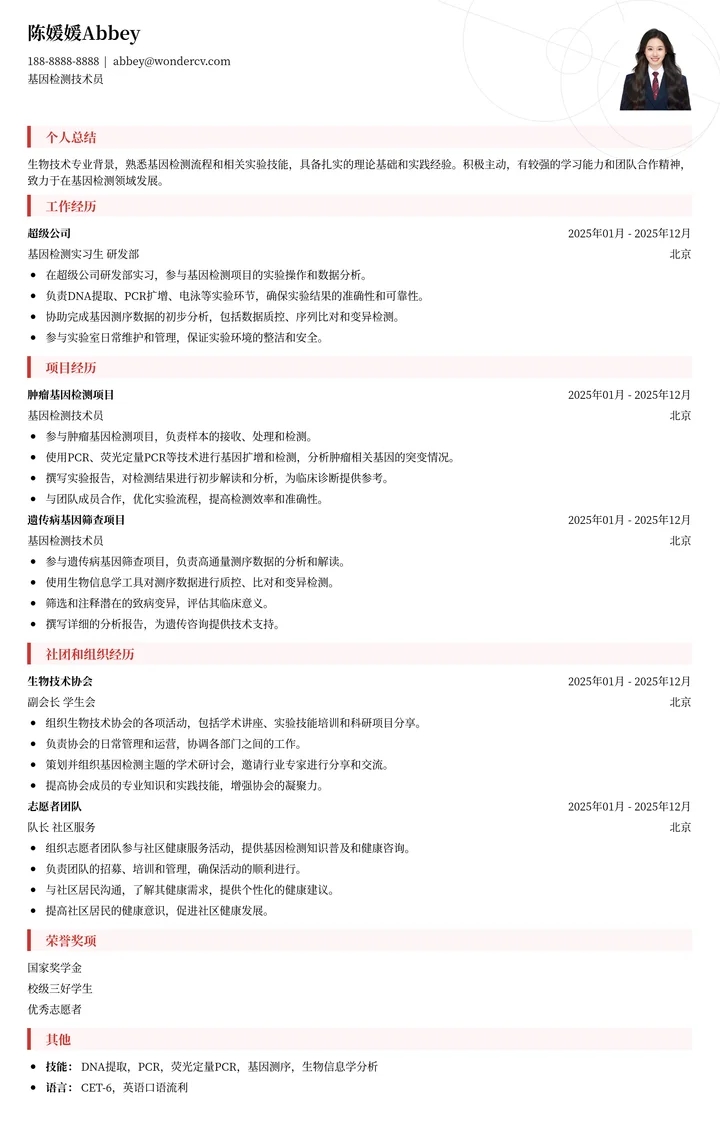 陈媛媛Abbey
188-8888-8888 | abbey@wondercv.com
基因检测技术员
个人总结
生物技术专业背景，熟悉基因检测流程和相关实验技能，具备扎实的理论基础和实践经验。积极主动，有较强的学习能力和团队合作精神，
致力于在基因检测领域发展。
工作经历
超级公司 2025年01月 - 2025年12月
基因检测实习生 研发部 北京
• 在超级公司研发部实习，参与基因检测项目的实验操作和数据分析。
• 负责DNA提取、PCR扩增、电泳等实验环节，确保实验结果的准确性和可靠性。
• 协助完成基因测序数据的初步分析，包括数据质控、序列比对和变异检测。
• 参与实验室日常维护和管理，保证实验环境的整洁和安全。
项目经历
肿瘤基因检测项目 2025年01月 - 2025年12月
基因检测技术员 北京
• 参与肿瘤基因检测项目，负责样本的接收、处理和检测。
• 使用PCR、荧光定量PCR等技术进行基因扩增和检测，分析肿瘤相关基因的突变情况。
• 撰写实验报告，对检测结果进行初步解读和分析，为临床诊断提供参考。
• 与团队成员合作，优化实验流程，提高检测效率和准确性。
遗传病基因筛查项目 2025年01月 - 2025年12月
基因检测技术员 北京
• 参与遗传病基因筛查项目，负责高通量测序数据的分析和解读。
• 使用生物信息学工具对测序数据进行质控、比对和变异检测。
• 筛选和注释潜在的致病变异，评估其临床意义。
• 撰写详细的分析报告，为遗传咨询提供技术支持。
社团和组织经历
生物技术协会 2025年01月 - 2025年12月
副会长 学生会 北京
• 组织生物技术协会的各项活动，包括学术讲座、实验技能培训和科研项目分享。
• 负责协会的日常管理和运营，协调各部门之间的工作。
• 策划并组织基因检测主题的学术研讨会，邀请行业专家进行分享和交流。
• 提高协会成员的专业知识和实践技能，增强协会的凝聚力。
志愿者团队 2025年01月 - 2025年12月
队长 社区服务 北京
• 组织志愿者团队参与社区健康服务活动，提供基因检测知识普及和健康咨询。
• 负责团队的招募、培训和管理，确保活动的顺利进行。
• 与社区居民沟通，了解其健康需求，提供个性化的健康建议。
• 提高社区居民的健康意识，促进社区健康发展。
荣誉奖项
国家奖学金
校级三好学生
优秀志愿者
其他
• 技能： DNA提取，PCR，荧光定量PCR，基因测序，生物信息学分析
• 语言： CET-6，英语口语流利